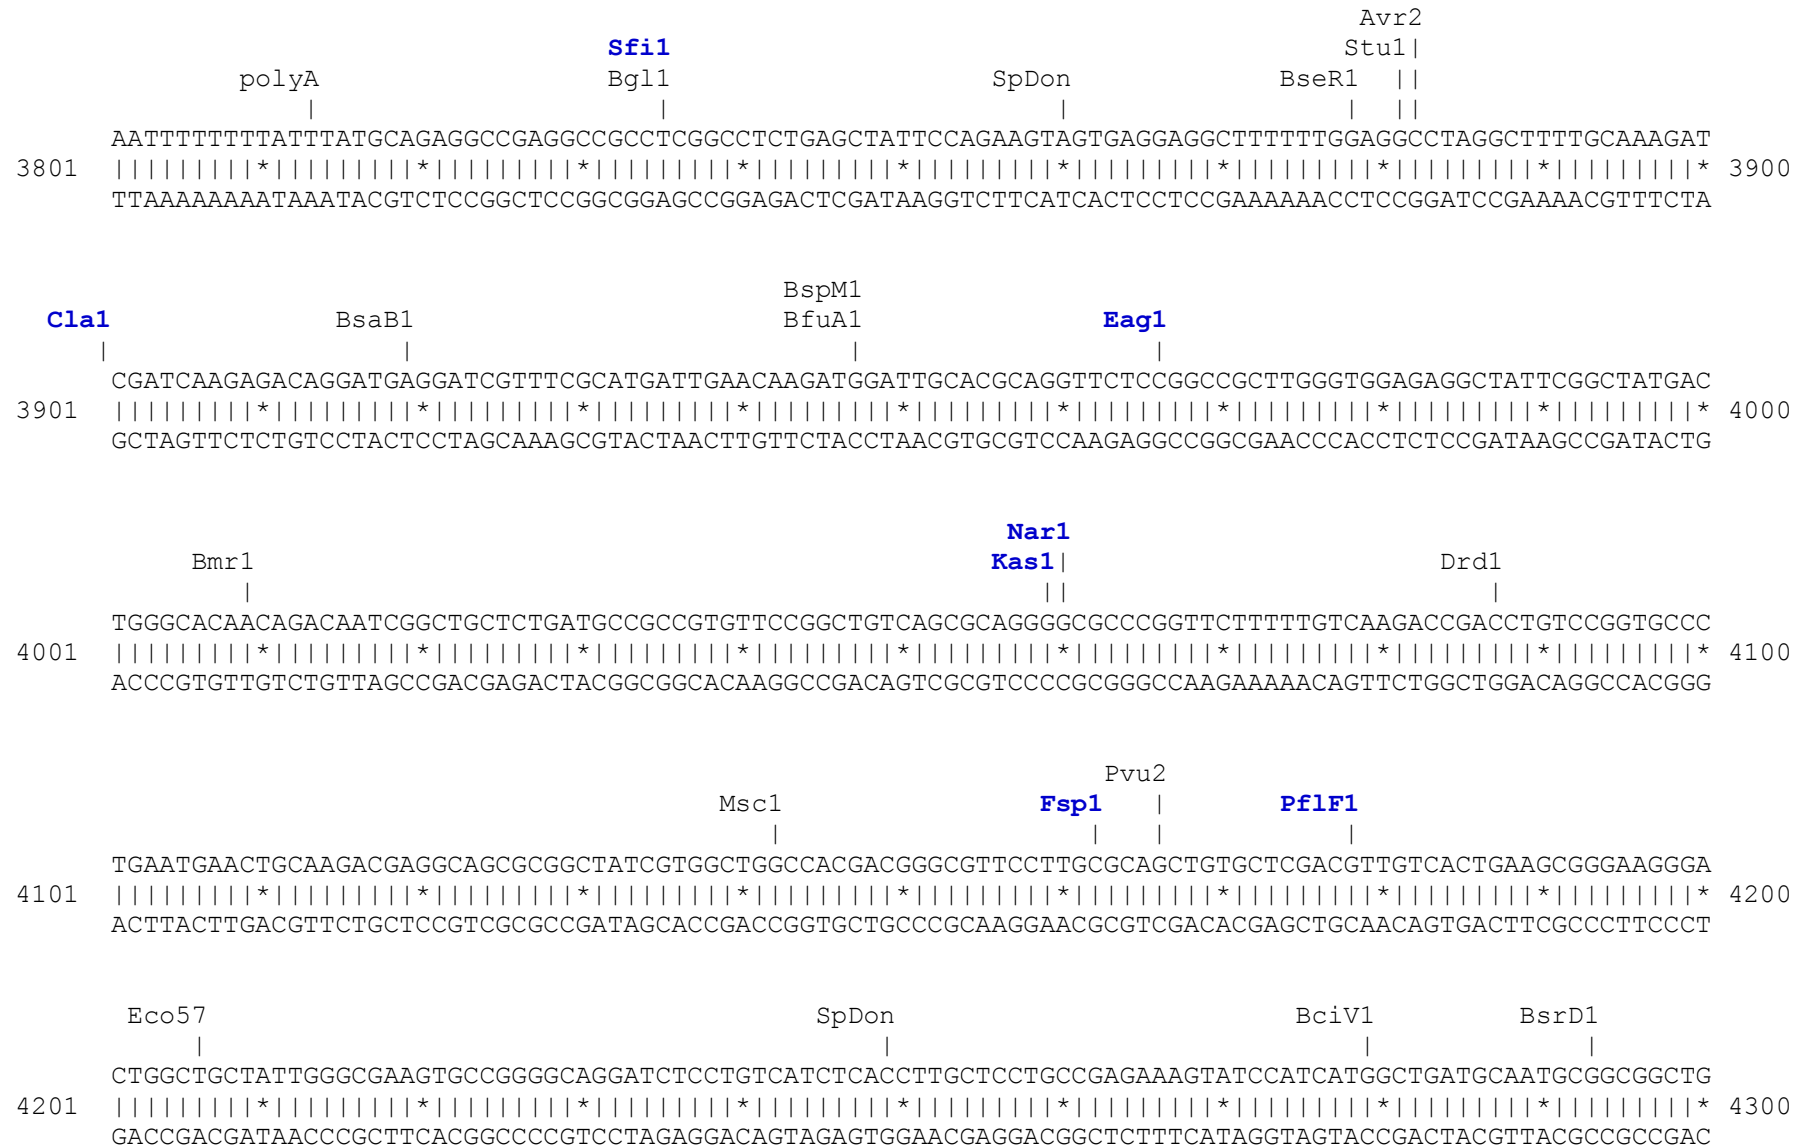 Avr2
Sfi1 Stu1|
polyA Bgl1 SpDon BseR1 ||
| | | | ||
AATTTTTTTTATTTATGCAGAGGCCGAGGCCGCCTCGGCCTCTGAGCTATTCCAGAAGTAGTGAGGAGGCTTTTTTGGAGGCCTAGGCTTTTGCAAAGAT
3801 |||||||||*|||||||||*|||||||||*|||||||||*|||||||||*|||||||||*|||||||||*|||||||||*|||||||||*|||||||||* 3900
TTAAAAAAAATAAATACGTCTCCGGCTCCGGCGGAGCCGGAGACTCGATAAGGTCTTCATCACTCCTCCGAAAAAACCTCCGGATCCGAAAACGTTTCTA
BspM1
Cla1 BsaB1 BfuA1 Eag1
| | | |
CGATCAAGAGACAGGATGAGGATCGTTTCGCATGATTGAACAAGATGGATTGCACGCAGGTTCTCCGGCCGCTTGGGTGGAGAGGCTATTCGGCTATGAC
3901 |||||||||*|||||||||*|||||||||*|||||||||*|||||||||*|||||||||*|||||||||*|||||||||*|||||||||*|||||||||* 4000
GCTAGTTCTCTGTCCTACTCCTAGCAAAGCGTACTAACTTGTTCTACCTAACGTGCGTCCAAGAGGCCGGCGAACCCACCTCTCCGATAAGCCGATACTG
Nar1
Bmr1 Kas1| Drd1
| || |
TGGGCACAACAGACAATCGGCTGCTCTGATGCCGCCGTGTTCCGGCTGTCAGCGCAGGGGCGCCCGGTTCTTTTTGTCAAGACCGACCTGTCCGGTGCCC
4001 |||||||||*|||||||||*|||||||||*|||||||||*|||||||||*|||||||||*|||||||||*|||||||||*|||||||||*|||||||||* 4100
ACCCGTGTTGTCTGTTAGCCGACGAGACTACGGCGGCACAAGGCCGACAGTCGCGTCCCCGCGGGCCAAGAAAAACAGTTCTGGCTGGACAGGCCACGGG
Pvu2
Msc1 Fsp1 | PflF1
| | | |
TGAATGAACTGCAAGACGAGGCAGCGCGGCTATCGTGGCTGGCCACGACGGGCGTTCCTTGCGCAGCTGTGCTCGACGTTGTCACTGAAGCGGGAAGGGA
4101 |||||||||*|||||||||*|||||||||*|||||||||*|||||||||*|||||||||*|||||||||*|||||||||*|||||||||*|||||||||* 4200
ACTTACTTGACGTTCTGCTCCGTCGCGCCGATAGCACCGACCGGTGCTGCCCGCAAGGAACGCGTCGACACGAGCTGCAACAGTGACTTCGCCCTTCCCT
Eco57 SpDon BciV1 BsrD1
| | | |
CTGGCTGCTATTGGGCGAAGTGCCGGGGCAGGATCTCCTGTCATCTCACCTTGCTCCTGCCGAGAAAGTATCCATCATGGCTGATGCAATGCGGCGGCTG
4201 |||||||||*|||||||||*|||||||||*|||||||||*|||||||||*|||||||||*|||||||||*|||||||||*|||||||||*|||||||||* 4300
GACCGACGATAACCCGCTTCACGGCCCCGTCCTAGAGGACAGTAGAGTGGAACGAGGACGGCTCTTTCATAGGTAGTACCGACTACGTTACGCCGCCGAC